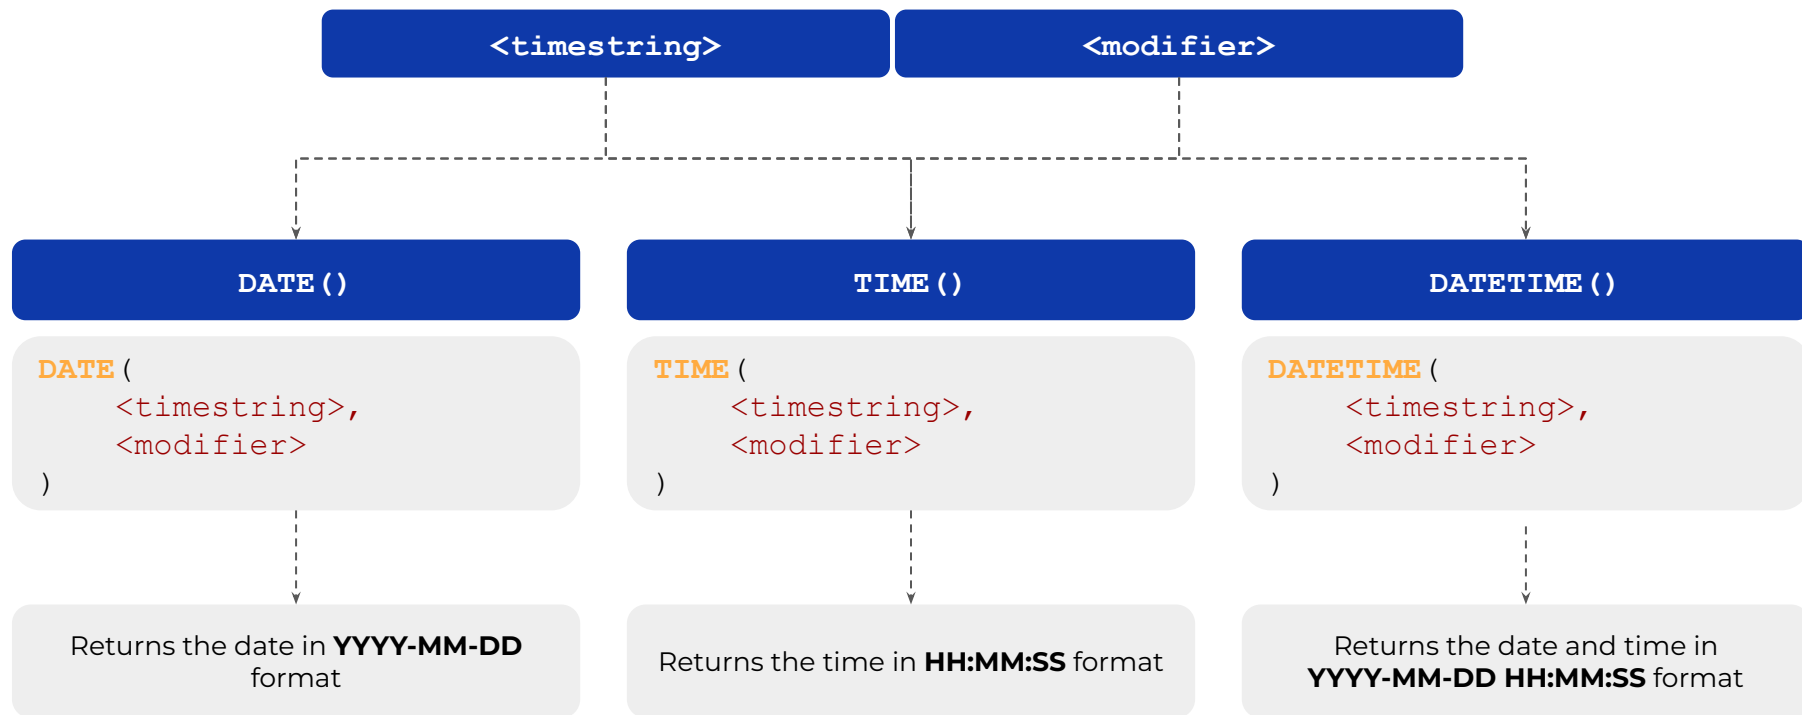 <timestring>
<modifier>
DATE()
TIME()
DATETIME()
DATE(
<timestring>,
<modifier>
)
TIME(
<timestring>,
<modifier>
)
DATETIME(
<timestring>,
<modifier>
)
Returns the date in YYYY-MM-DD
format
Returns the time in HH:MM:SS format
Returns the date and time in
YYYY-MM-DD HH:MM:SS format